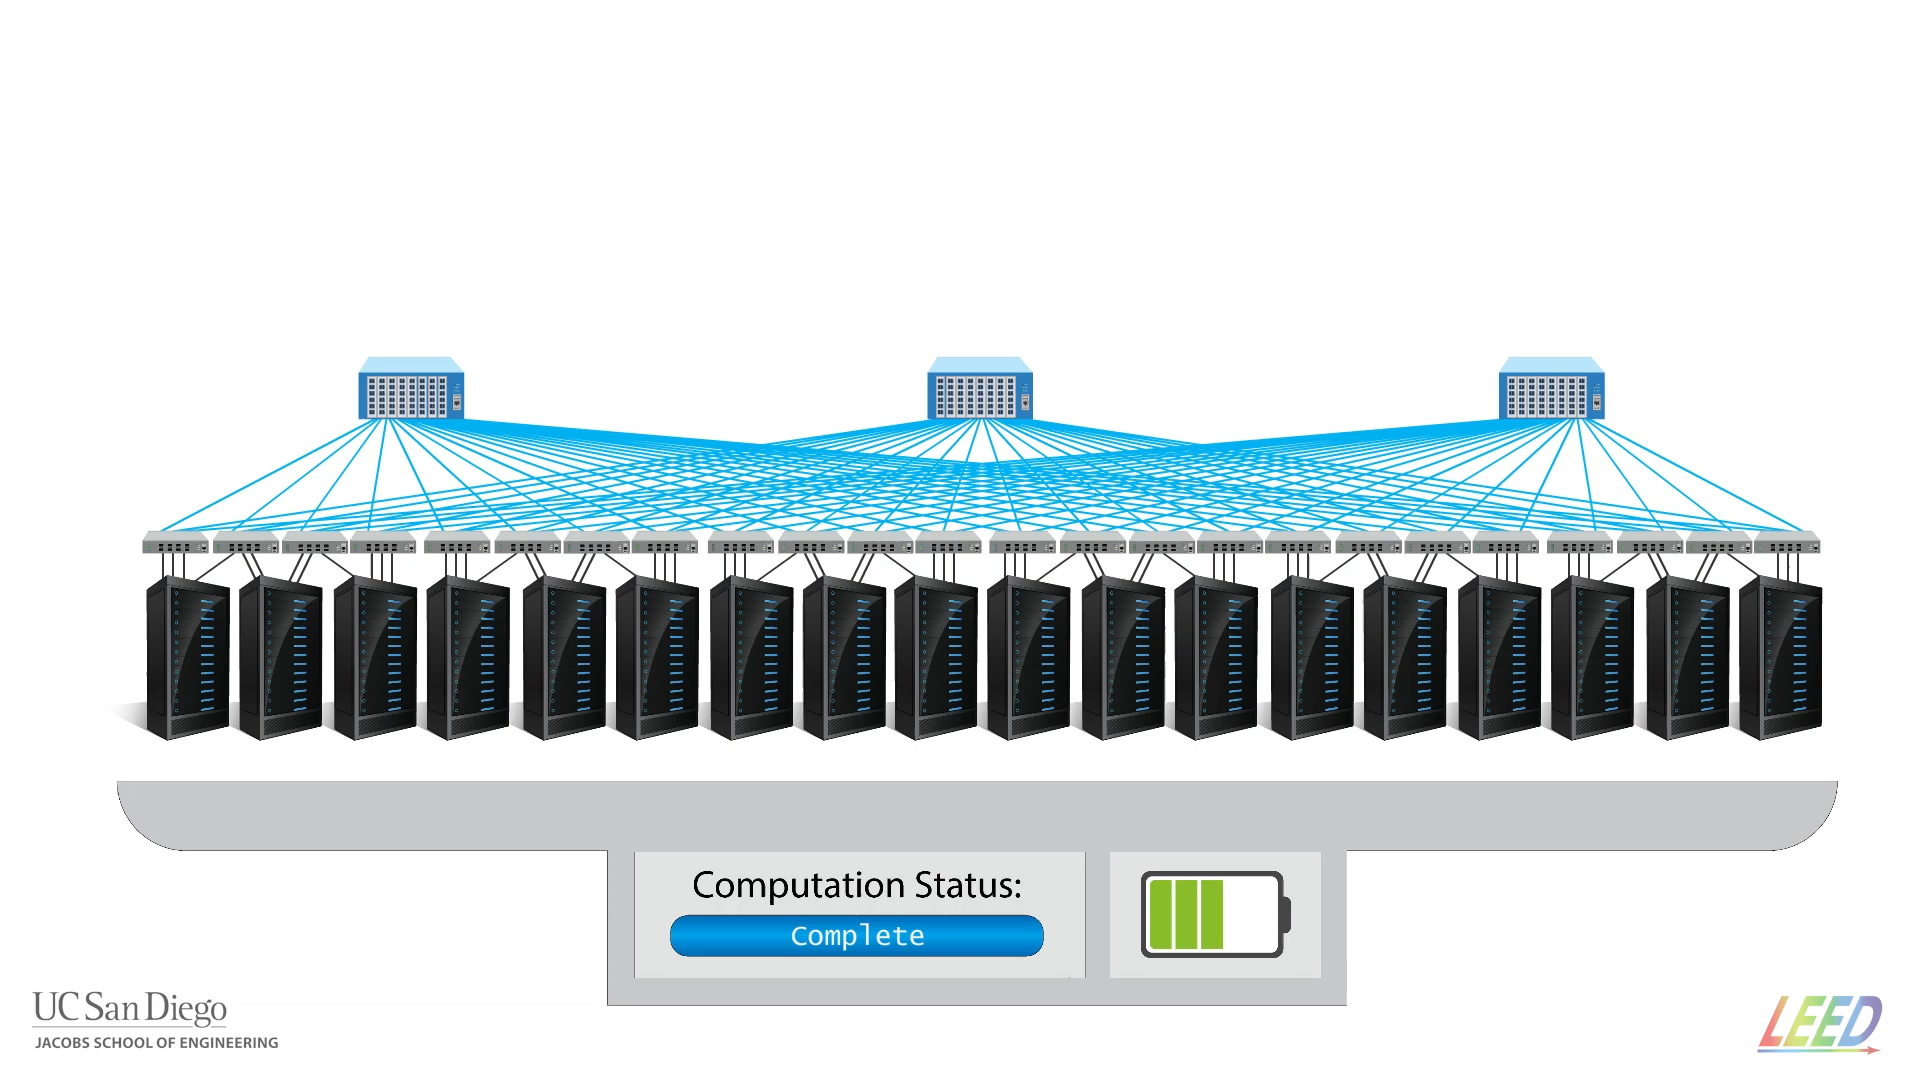 Computation Status:
Complete
UC San Diego
JACOBS SCHOOL OF ENGINEERING
LEED